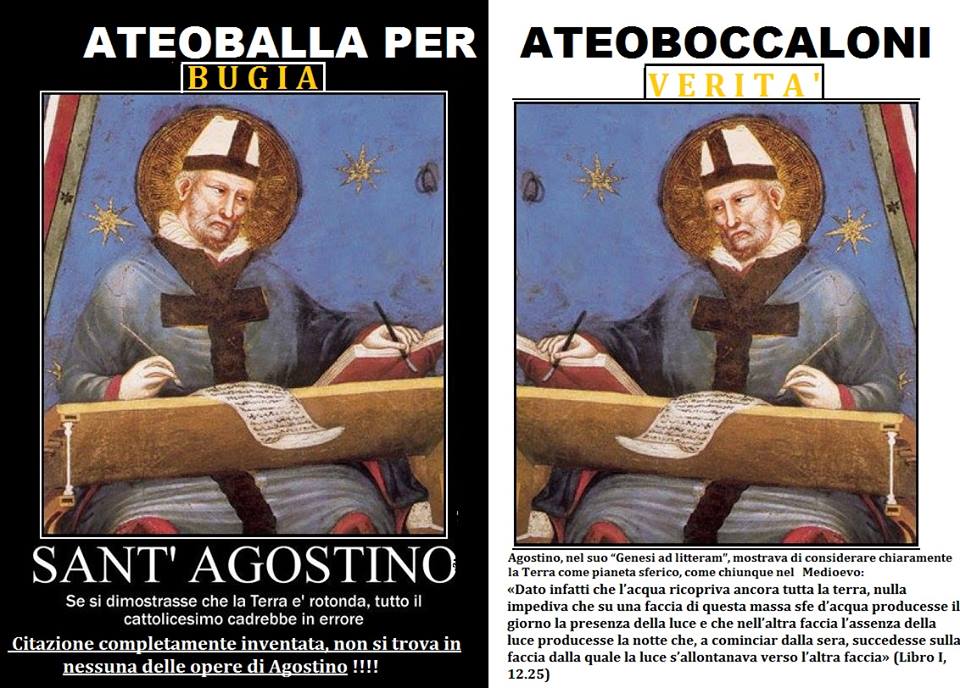 ATEOBALLA PER ATEOBOCCALONI
BUGIA
SANT' AGOSTINO
Se si dimostrasse che la Terra e' rotonda, tutto il
cattolicesimo cadrebbe in errore
Citazione completamente inventata, non si trova in
nessuna delle opere di Agostino !!!!
VERITA'
Agostino, nel suo “Genesi ad litteram”, mostrava di considerare chiaramente
la Terra come pianeta sferico, come chiunque nel Medioevo:
«Dato infatti che l’acqua ricopriva ancora tutta la terra, nulla
impediva che su una faccia di questa massa sfe d’acqua producesse il
giorno la presenza della luce e che nell’altra faccia l’assenza della
luce producesse la notte che, a cominciar dalla sera, succedesse sulla
faccia dalla quale la luce s’allontanava verso l’altra faccia» (Libro I,
12.25)